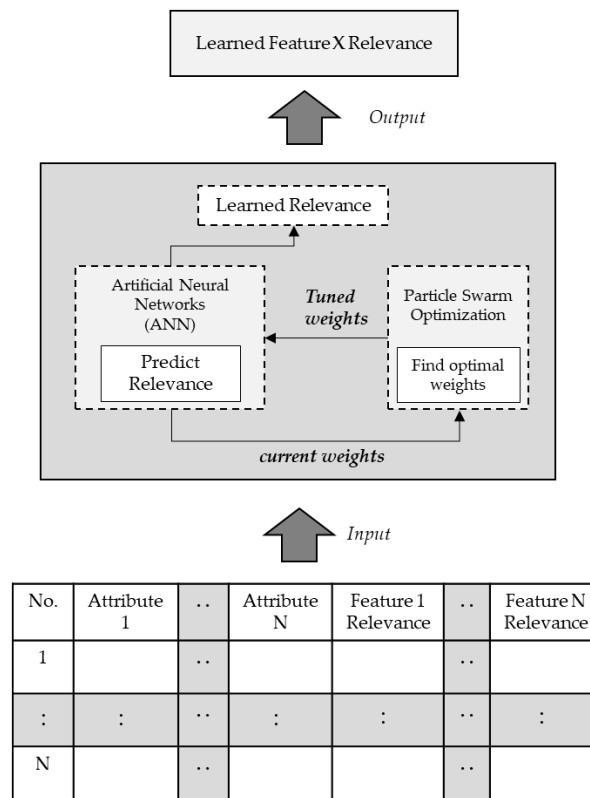 Learned Feature X Relevance
Output
Learned Relevance
Artificial Neural
Networks
(ANN)
Predict
Relevance
Tuned
weights
Particle Swarm
Optimization
Find optimal
weights
current weights
Input
No.
Attribute
1
..
Attribute
N
Feature 1
Relevance
..
Feature N
Relevance
1
..
..
:
:
..
:
:
..
:
N
..
..